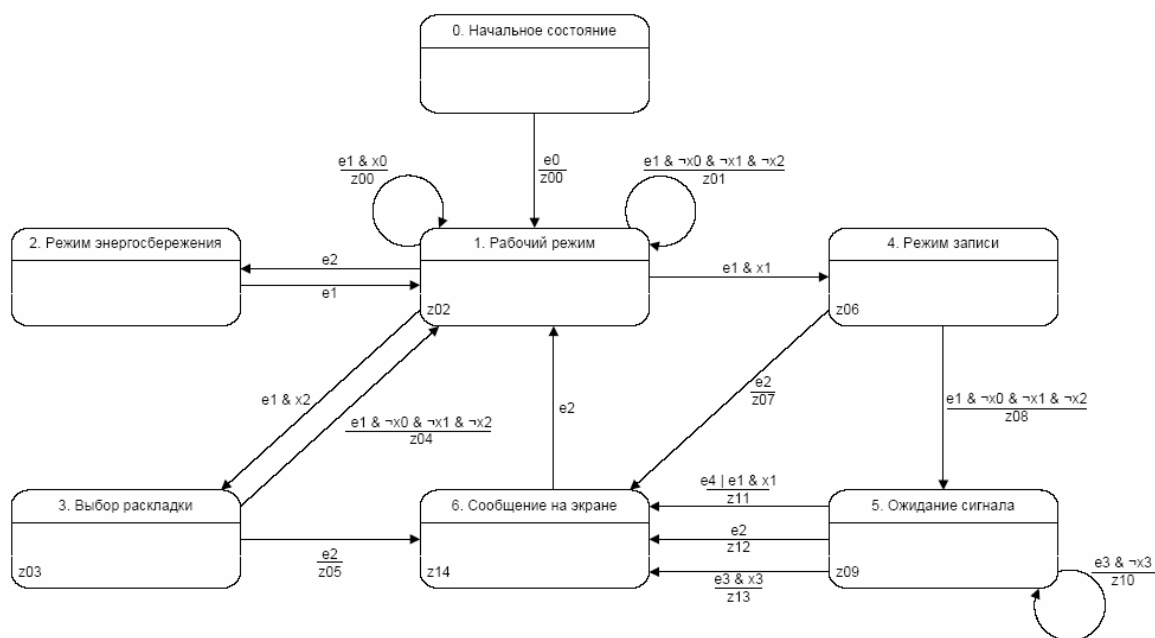 0. Начальное состояние
e1 & x0
z00
e0
z00
e1 & ¬x0 & ¬x1 & ¬x2
z01
2. Режим энергосбережения
1. Рабочий режим
z02
4. Режим записи
z06
e2
e1
e1 & x1
e1 & x2
e1 & ¬x0 & ¬x1 & ¬x2
z04
e2
e2
z07
e1 & ¬x0 & ¬x1 & ¬x2
z08
3. Выбор раскладки
z03
e2
z05
6. Сообщение на экране
z14
e4 | e1 & x1
z11
e2
z12
e3 & x3
z13
5. Ожидание сигнала
z09
e3 & ¬x3
z10